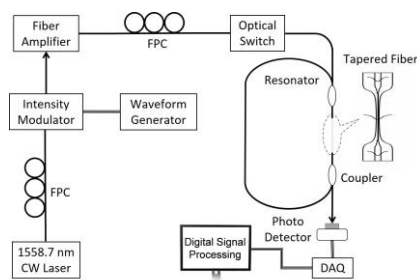 Fiber
Amplifier
FPC
Optical
Switch
Tapered Fiber
Resonator
Intensity
Modulator
Waveform
Generator
FPC
Coupler
Photo
Detector
1558.7 nm
CW Laser
Digital Signal
Processing
DAQ